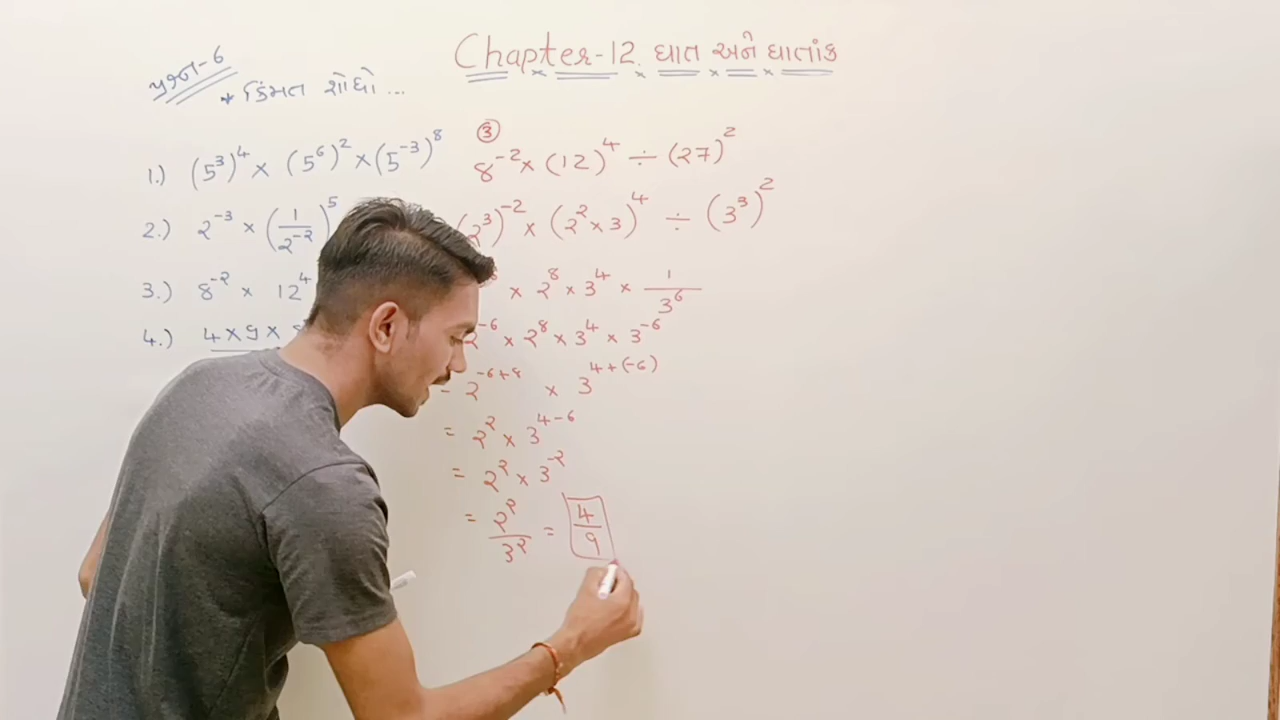 Chapter-12. ઘાત અને ઘાતાંક
પ્રશ્ન-6
* કિંમત શોધો ...
1.) (5³)⁴ × (5⁶)² × (5⁻³)⁸
2.) 2⁻³ × (1/2⁻²)⁵
3.) 8⁻² × 12⁴
4.) 4×9×
③
8⁻² × (12)⁴ ÷ (27)²
(2³)⁻² × (2² × 3)⁴ ÷ (3³)²
× 2⁸ × 3⁴ × 1/3⁶
2⁻⁶ × 2⁸ × 3⁴ × 3⁻⁶
2⁻⁶⁺⁸ × 3⁴⁺⁽⁻⁶⁾
= 2² × 3⁴⁻⁶
= 2² × 3⁻²
= 2²/3² = 4/9